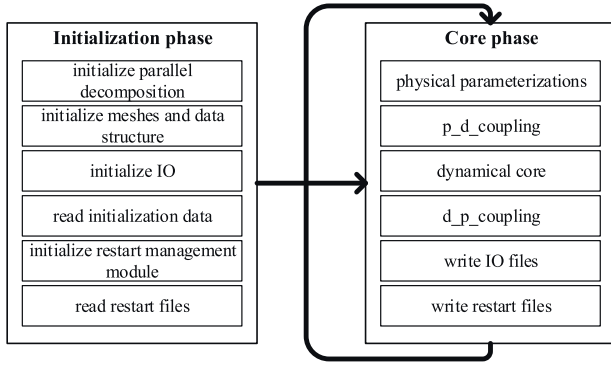 Initialization phase
initialize parallel
decomposition
initialize meshes and data
structure
initialize IO
read initialization data
initialize restart management
module
read restart files
Core phase
physical parameterizations
p_d_coupling
dynamical core
d_p_coupling
write IO files
write restart files